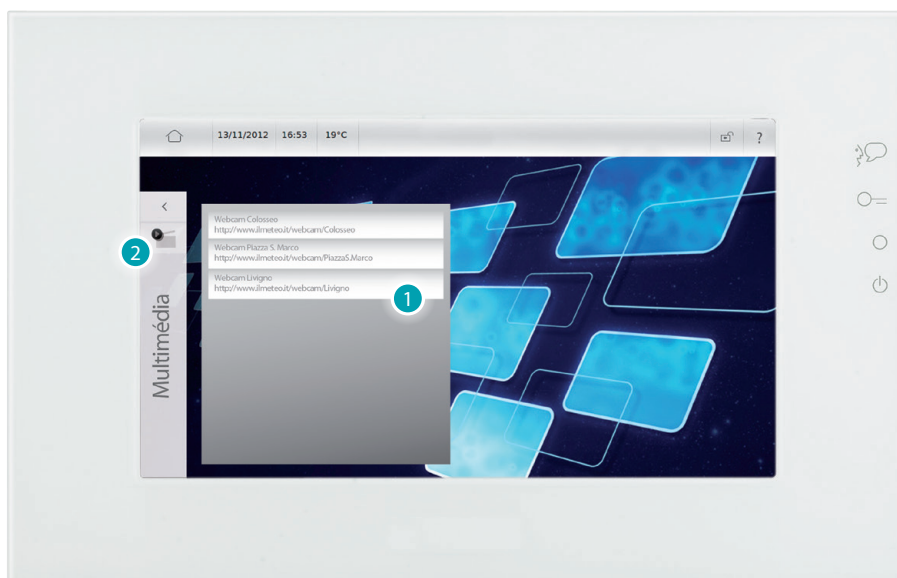 13/11/2012 16:53 19°C ?
Webcam Colosseo
http://www.ilmeteo.it/webcam/Colosseo
Webcam Piazza S. Marco
http://www.ilmeteo.it/webcam/PiazzaS.Marco
Webcam Livigno
http://www.ilmeteo.it/webcam/Livigno
1
2
Multimédia